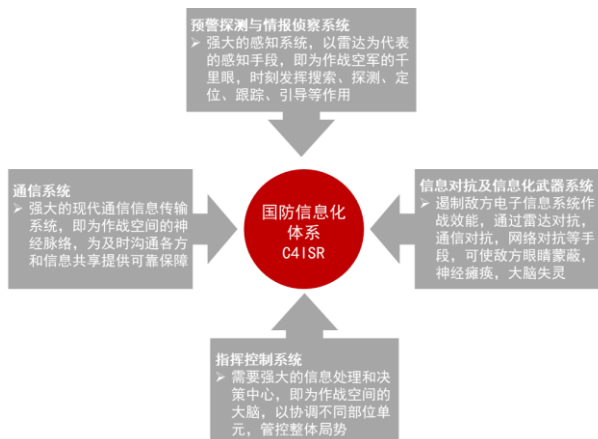 预警探测与情报侦察系统
➢ 强大的感知系统，以雷达为代表
的感知手段，即为作战空军的千
里眼，时刻发挥搜索、探测、定
位、跟踪、引导等作用
通信系统
➢ 强大的现代通信信息传输
系统，即为作战空间的神
经脉络，为及时沟通各方
和信息共享提供可靠保障
国防信息化
体系
C4ISR
信息对抗及信息化武器系统
➢ 遏制敌方电子信息系统作
战效能，通过雷达对抗，
通信对抗，网络对抗等手
段，可使敌方眼睛蒙蔽，
神经瘫痪，大脑失灵
指挥控制系统
➢ 需要强大的信息处理和决
策中心，即为作战空间的
大脑，以协调不同部位单
元，管控整体局势